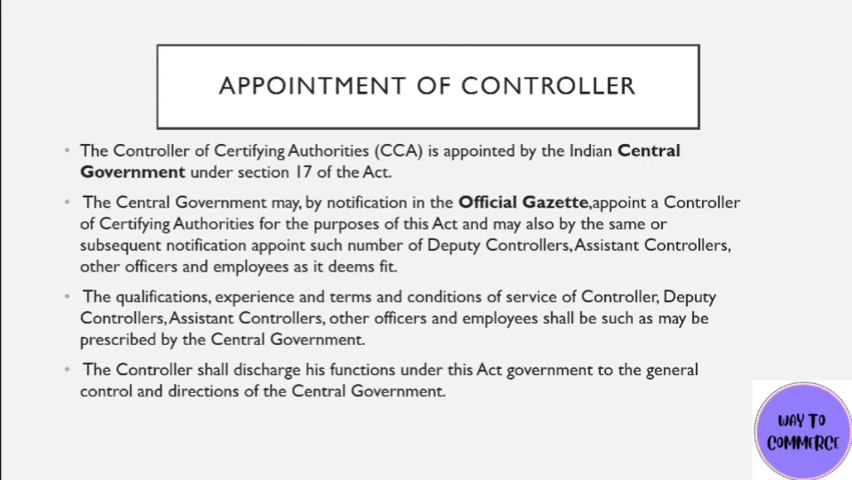 APPOINTMENT OF CONTROLLER
• The Controller of Certifying Authorities (CCA) is appointed by the Indian Central
Government under section 17 of the Act.
• The Central Government may, by notification in the Official Gazette,appoint a Controller
of Certifying Authorities for the purposes of this Act and may also by the same or
subsequent notification appoint such number of Deputy Controllers, Assistant Controllers,
other officers and employees as it deems fit.
• The qualifications, experience and terms and conditions of service of Controller, Deputy
Controllers, Assistant Controllers, other officers and employees shall be such as may be
prescribed by the Central Government.
• The Controller shall discharge his functions under this Act government to the general
control and directions of the Central Government.
WAY TO
COMMERCE